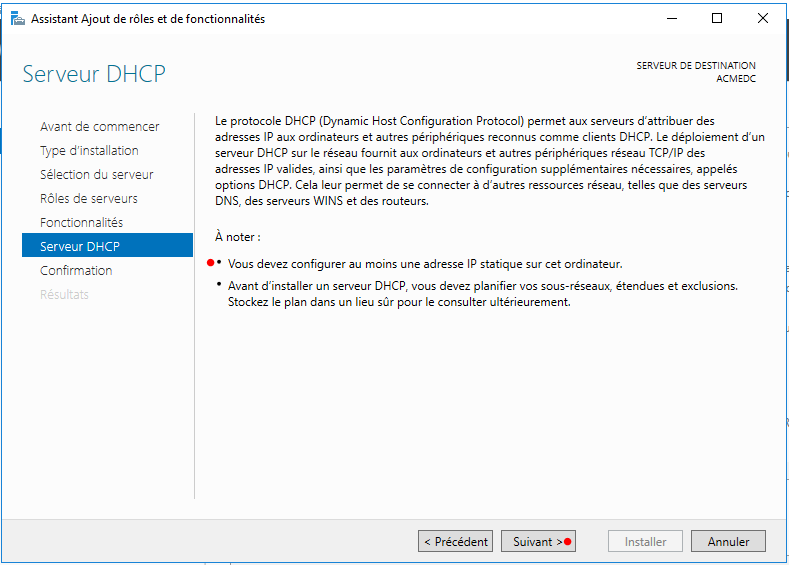 Assistant Ajout de rôles et de fonctionnalités
Serveur DHCP
SERVEUR DE DESTINATION
ACMEDC
Avant de commencer
Type d'installation
Sélection du serveur
Rôles de serveurs
Fonctionnalités
Serveur DHCP
Confirmation
Résultats
Le protocole DHCP (Dynamic Host Configuration Protocol) permet aux serveurs d'attribuer des
adresses IP aux ordinateurs et autres périphériques reconnus comme clients DHCP. Le déploiement d'un
serveur DHCP sur le réseau fournit aux ordinateurs et autres périphériques réseau TCP/IP des
adresses IP valides, ainsi que les paramètres de configuration supplémentaires nécessaires, appelés
options DHCP. Cela leur permet de se connecter à d'autres ressources réseau, telles que des serveurs
DNS, des serveurs WINS et des routeurs.
À noter :
• Vous devez configurer au moins une adresse IP statique sur cet ordinateur.
• Avant d'installer un serveur DHCP, vous devez planifier vos sous-réseaux, étendues et exclusions.
Stockez le plan dans un lieu sûr pour le consulter ultérieurement.
< Précédent
Suivant >
Installer
Annuler